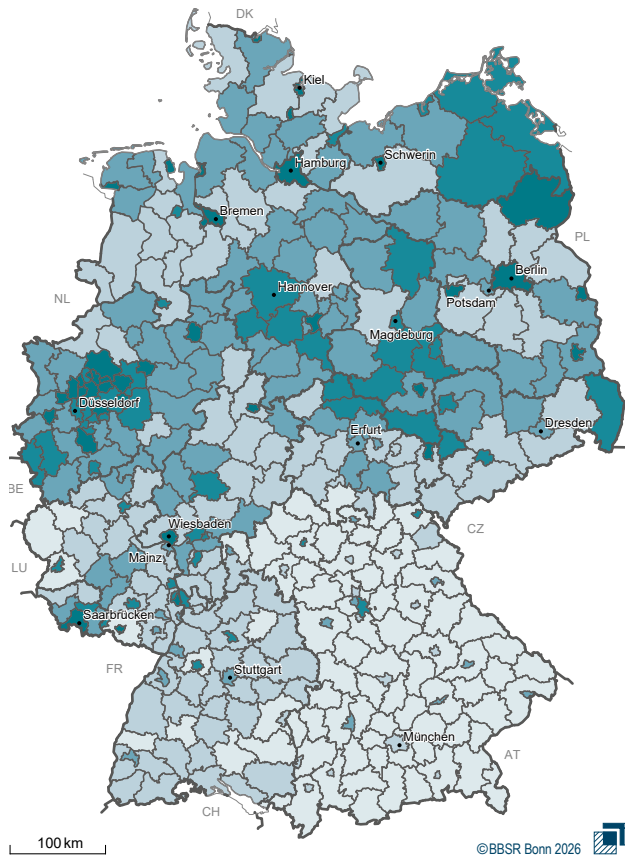 DK
Kiel
Hamburg
Schwerin
Bremen
PL
Berlin
NL
Hannover
Potsdam
Magdeburg
Düsseldorf
Dresden
Erfurt
BE
Wiesbaden
CZ
Mainz
LU
Saarbrücken
FR
Stuttgart
München
AT
CH
100 km
©BBSR Bonn 2026